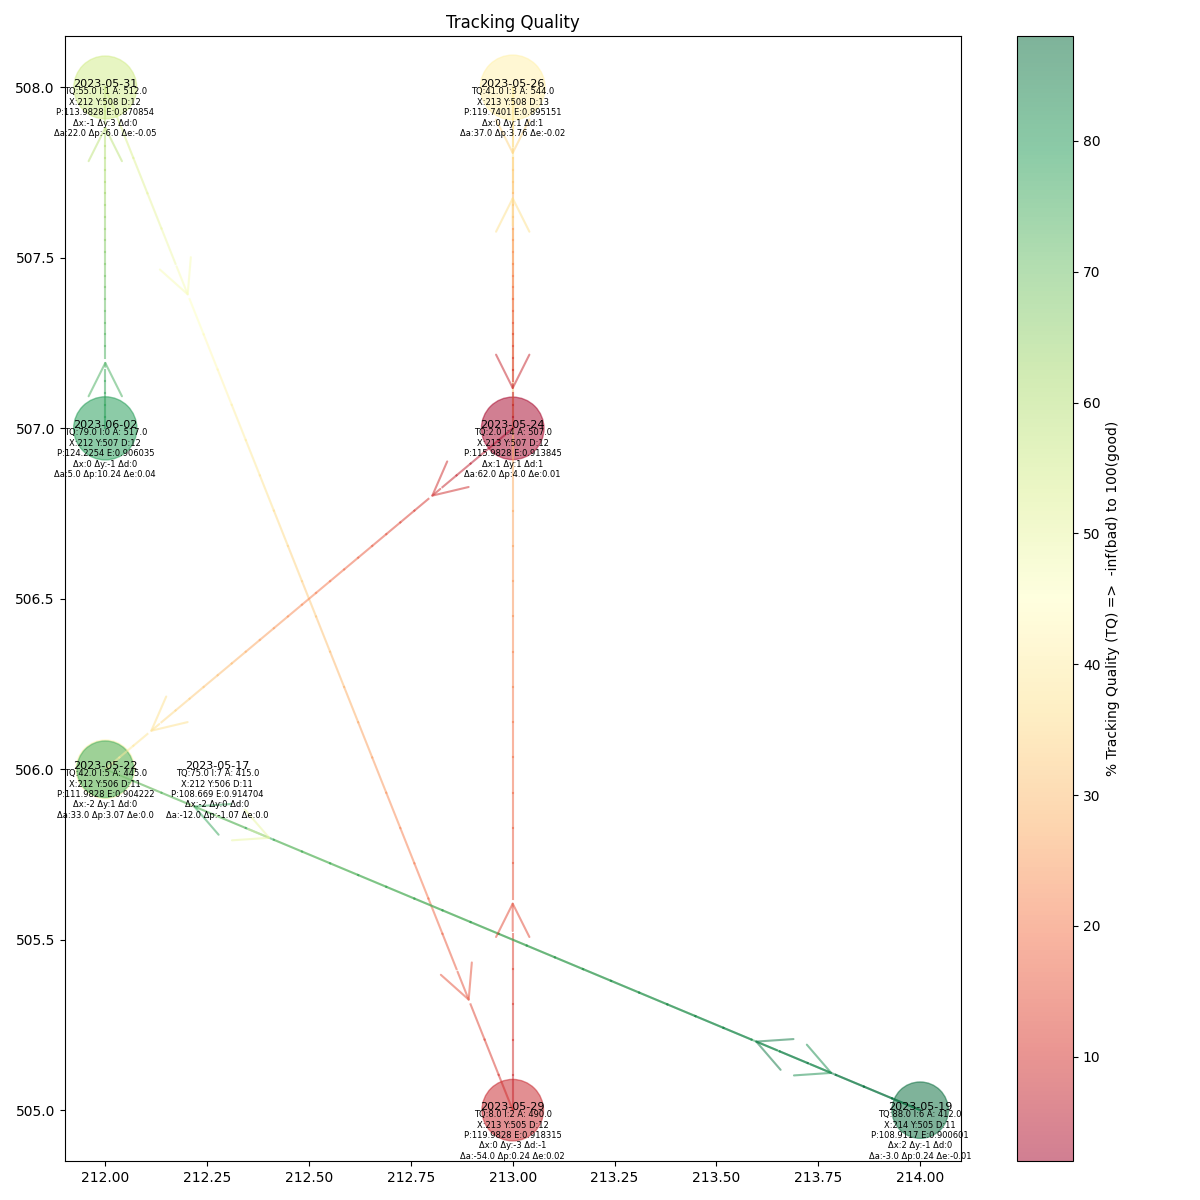 Tracking Quality
508.0
507.5
507.0
506.5
506.0
505.5
505.0
2023-05-31
TQ:55.0 I:1 A: 512.0
X:212 Y:508 D:12
P:113.9828 E:0.870854
Δx:-1 Δy:3 Δd:0
Δa:22.0 Δp:-6.0 Δe:-0.05
2023-05-26
TQ:41.0 I:3 A: 544.0
X:213 Y:508 D:13
P:119.7401 E:0.895151
Δx:0 Δy:1 Δd:1
Δa:37.0 Δp:3.76 Δe:-0.02
2023-06-02
TQ:79.0 I:0 A: 517.0
X:212 Y:507 D:12
P:124.2254 E:0.906035
Δx:0 Δy:-1 Δd:0
Δa:5.0 Δp:10.24 Δe:0.04
2023-05-24
TQ:2.0 I:4 A: 507.0
X:213 Y:507 D:12
P:115.9828 E:0.913845
Δx:1 Δy:1 Δd:1
Δa:62.0 Δp:4.0 Δe:0.01
2023-05-22
TQ:42.0 I:5 A: 445.0
X:212 Y:506 D:11
P:111.9828 E:0.904222
Δx:-2 Δy:1 Δd:0
Δa:33.0 Δp:3.07 Δe:0.0
2023-05-17
TQ:75.0 I:7 A: 415.0
X:212 Y:506 D:11
P:108.669 E:0.914704
Δx:-2 Δy:0 Δd:0
Δa:-12.0 Δp:-1.07 Δe:0.0
2023-05-29
TQ:8.0 I:2 A: 490.0
X:213 Y:505 D:12
P:119.9828 E:0.918315
Δx:0 Δy:-3 Δd:-1
Δa:-54.0 Δp:0.24 Δe:0.02
2023-05-19
TQ:88.0 I:6 A: 412.0
X:214 Y:505 D:11
P:108.9117 E:0.900601
Δx:2 Δy:-1 Δd:0
Δa:-3.0 Δp:0.24 Δe:-0.01
212.00 212.25 212.50 212.75 213.00 213.25 213.50 213.75 214.00
80
70
60
50
40
30
20
10
% Tracking Quality (TQ) => -inf(bad) to 100(good)